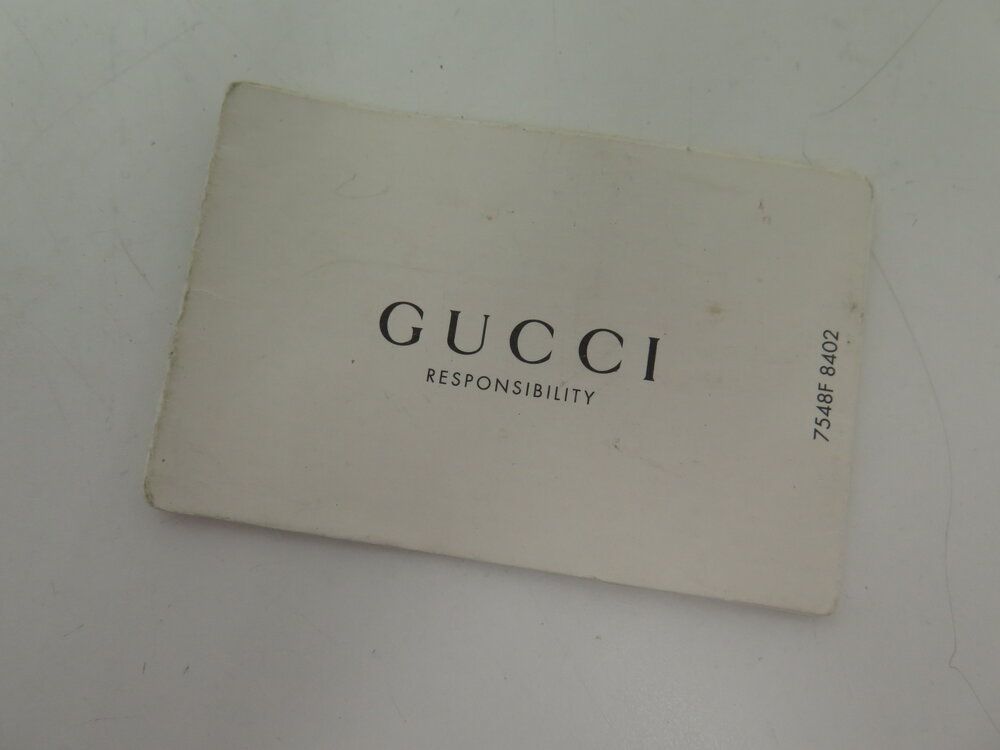 GUCCI
RESPONSIBILITY
7548F 8402